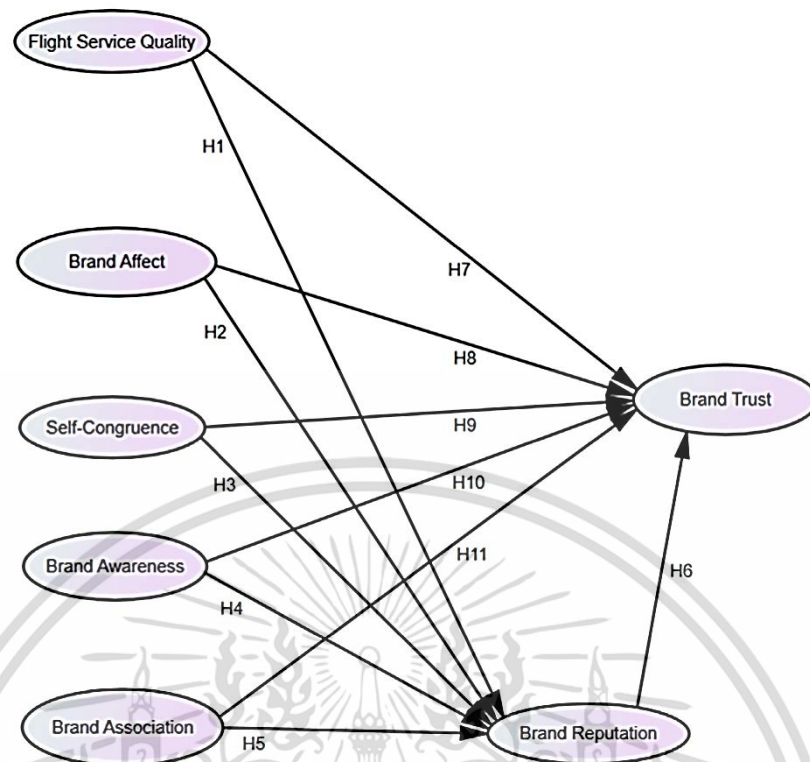 Flight Service Quality
H1
H7
Brand Affect
H2
H8
Brand Trust
Self-Congruence
H9
H3
H10
Brand Awareness
H11
H6
H4
Brand Association
H5
Brand Reputation